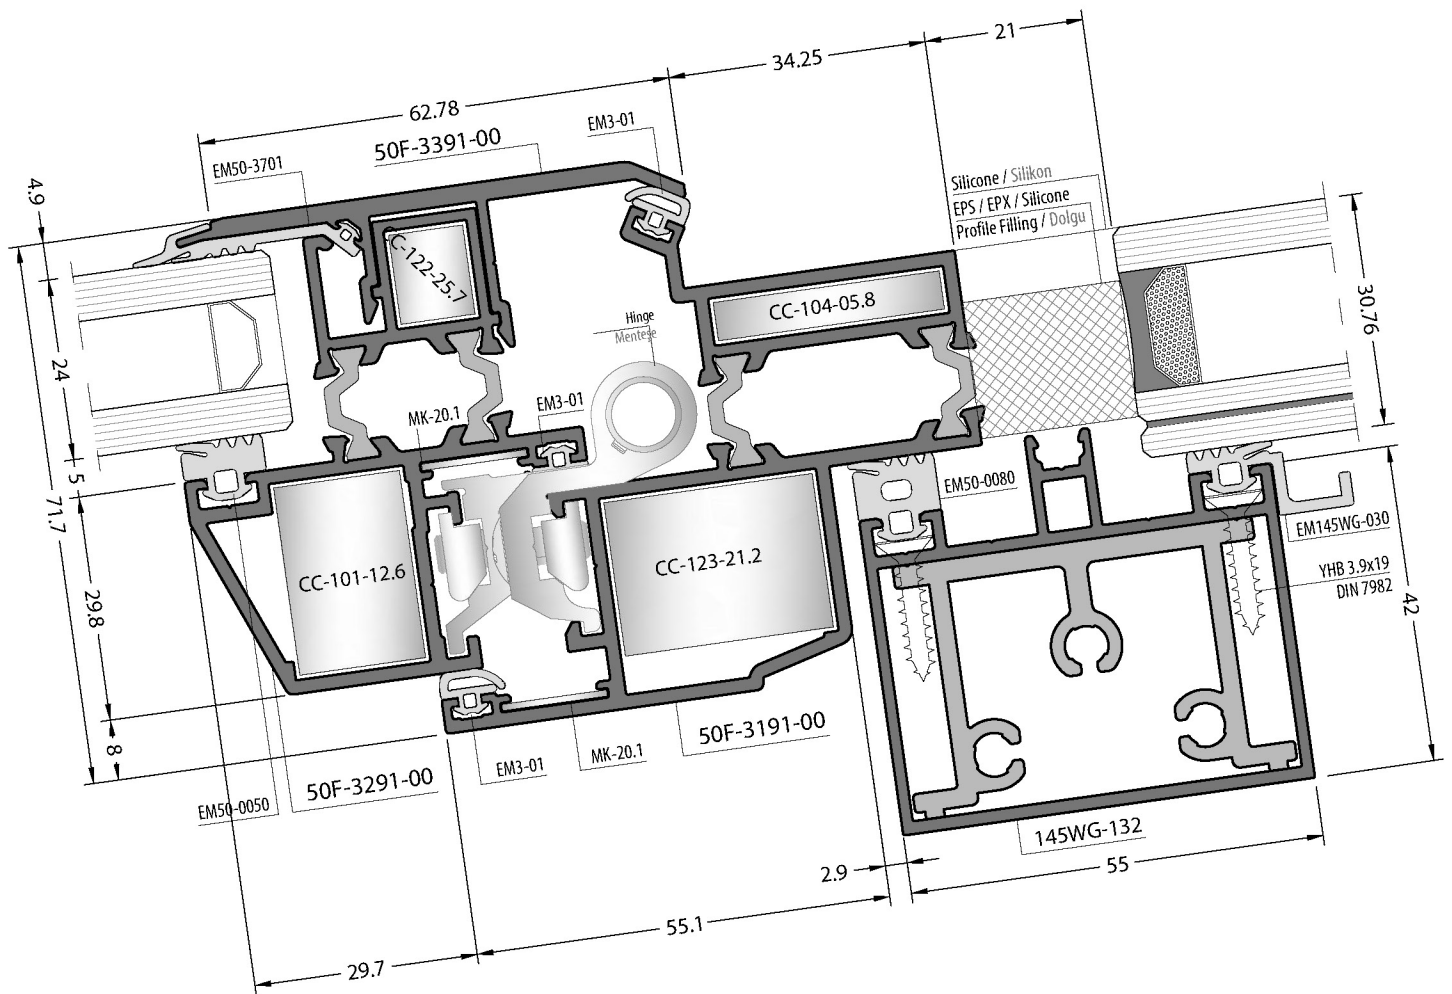 21
34.25
62.78
EM3-01
50F-3391-00
EM50-3701
4.9
Silicone / Silikon
EPS / EPX / Silicone
Profile Filling / Dolgu
C-122-25.7
CC-104-05.8
30.76
Hinge
Menteşe
24
MK-20.1
EM3-01
5
71.7
EM50-0080
EM145WG-030
CC-101-12.6
CC-123-21.2
YHB 3.9x19
DIN 7982
42
29.8
8
50F-3191-00
MK-20.1
EM3-01
50F-3291-00
EM50-0050
145WG-132
2.9
55
55.1
29.7